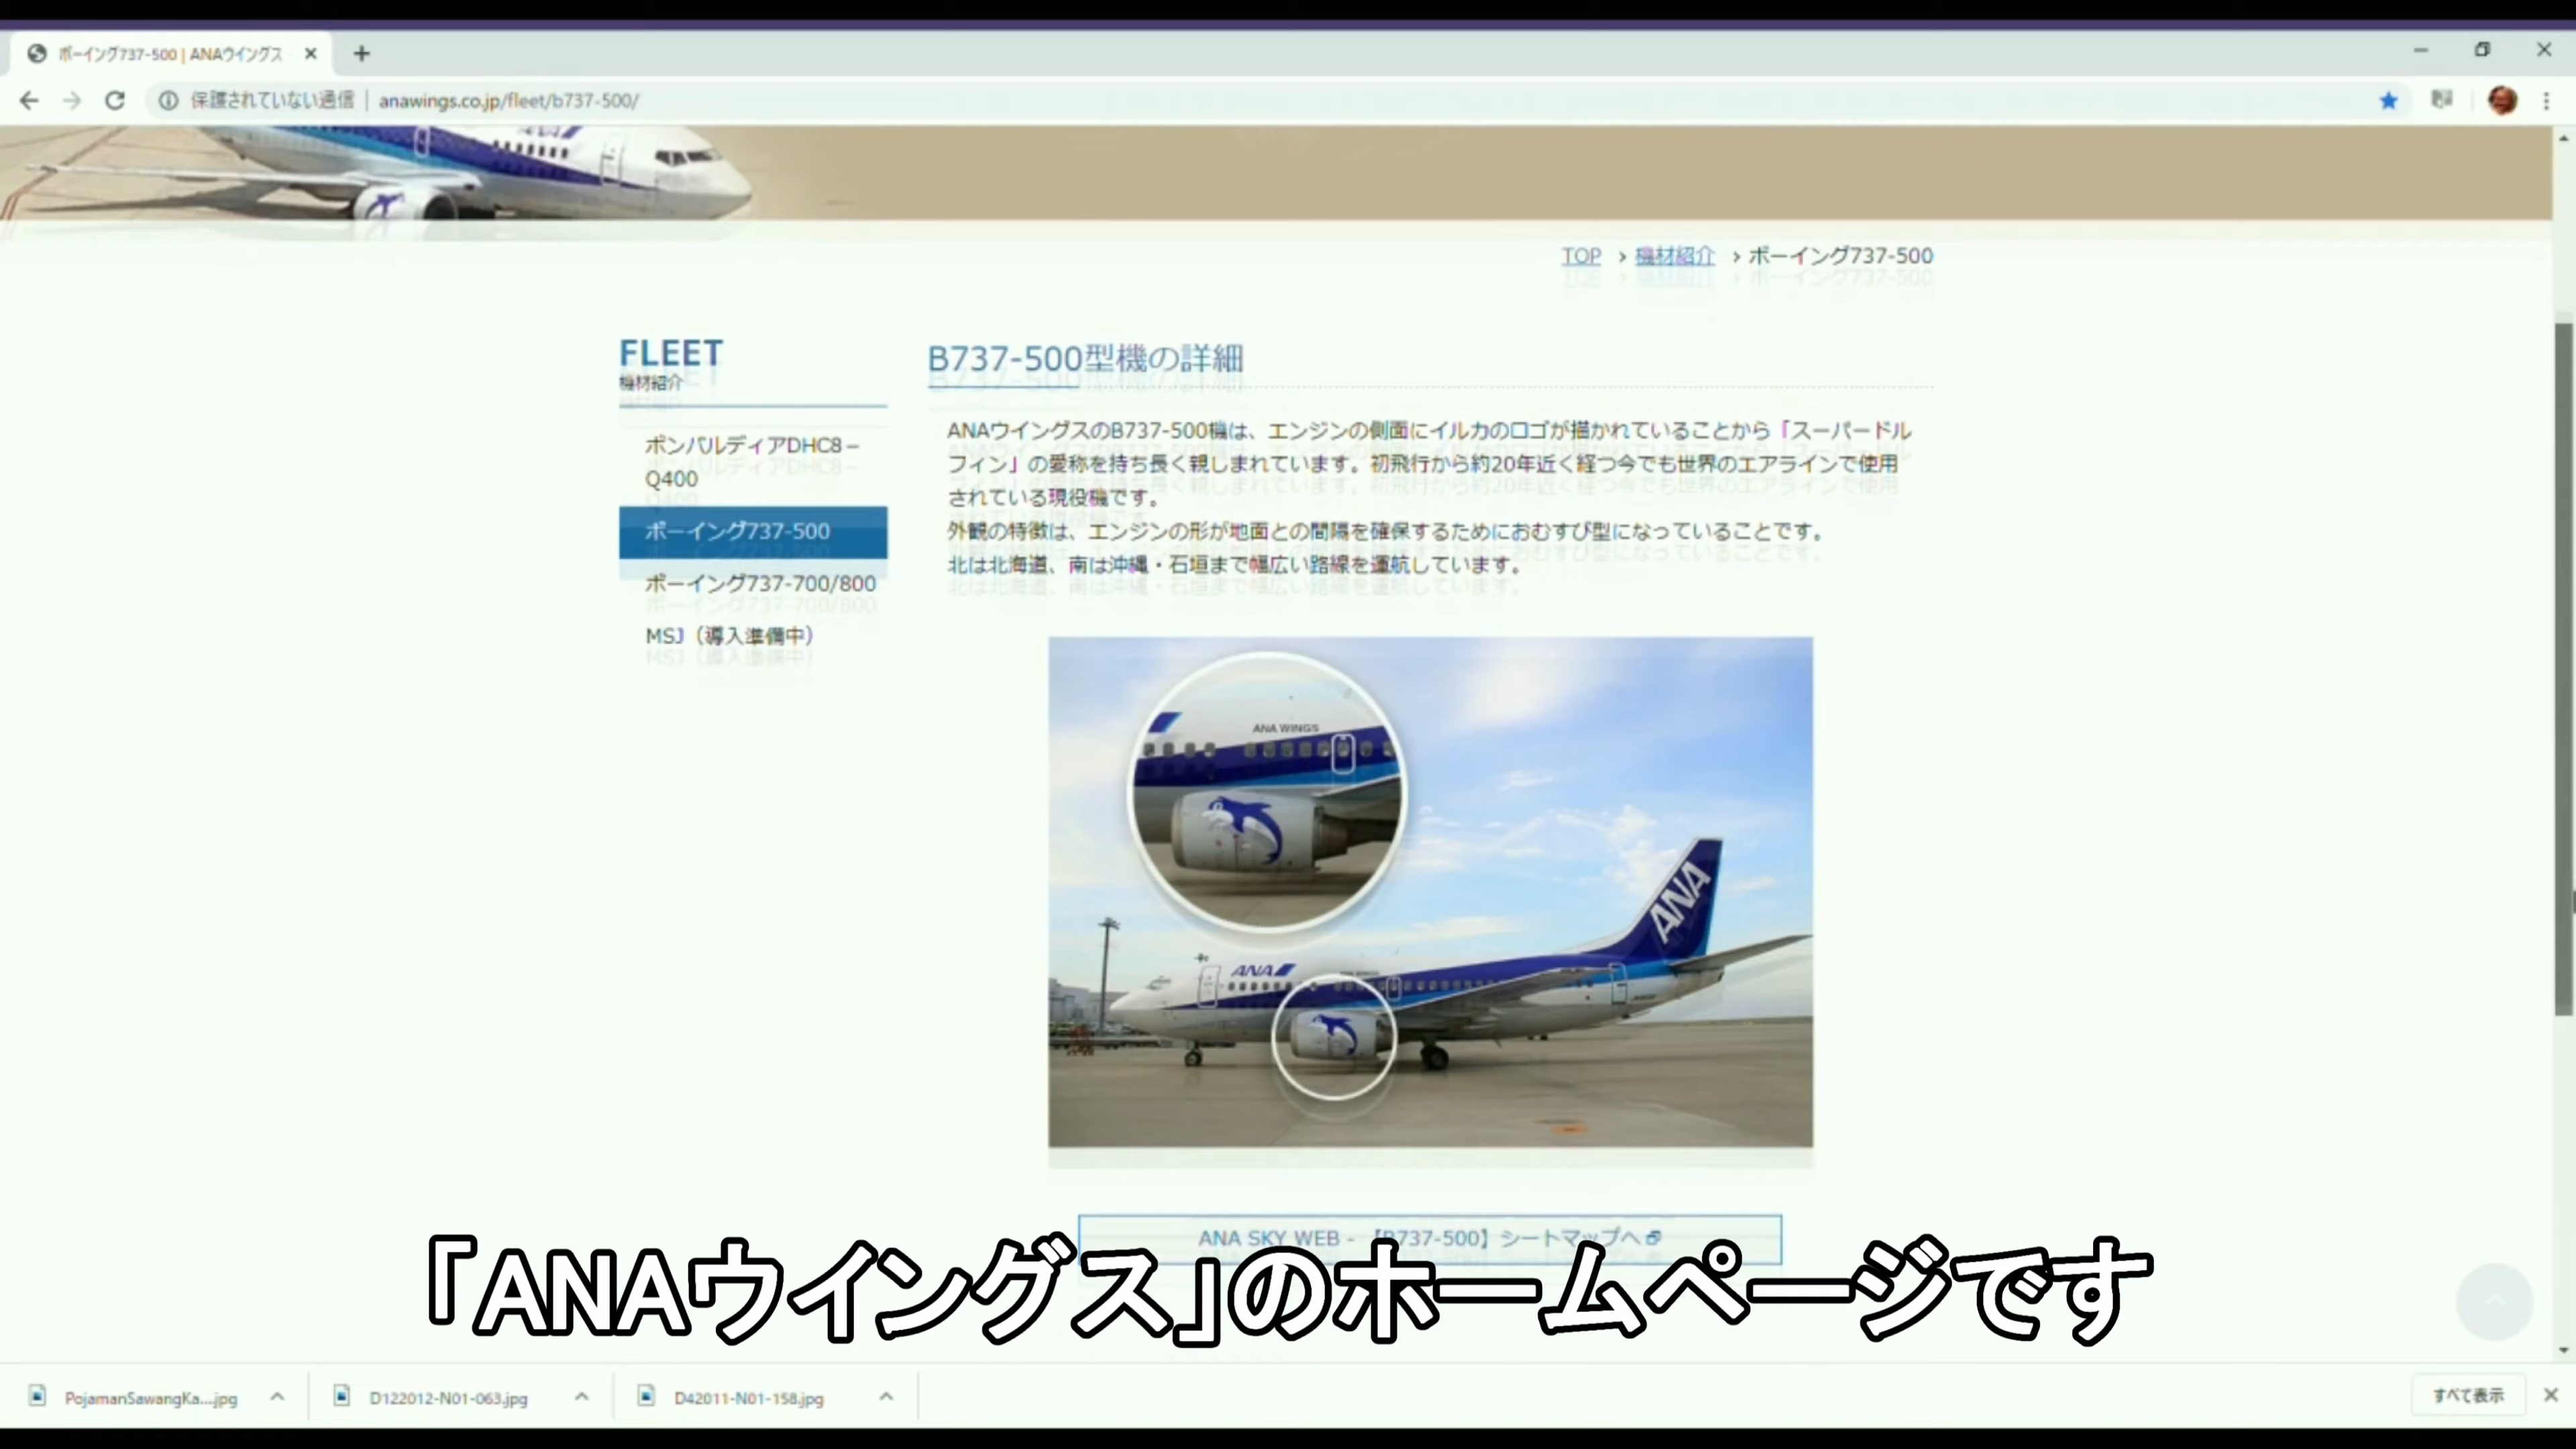 ボーイング737-500 | ANAウイングス
保護されていない通信 | anawings.co.jp/fleet/b737-500/
TOP › 機材紹介 › ボーイング737-500
FLEET
機材紹介
ボンバルディアDHC8－
Q400
ボーイング737-500
ボーイング737-700/800
MSJ（導入準備中）
B737-500型機の詳細
ANAウイングスのB737-500機は、エンジンの側面にイルカのロゴが描かれていることから「スーパードル
フィン」の愛称を持ち長く親しまれています。初飛行から約20年近く経つ今でも世界のエアラインで使用
されている現役機です。
外観の特徴は、エンジンの形が地面との間隔を確保するためにおむすび型になっていることです。
北は北海道、南は沖縄・石垣まで幅広い路線を運航しています。
ANA WINGS
ANA
ANA
ANA SKY WEB - 【B737-500】シートマップへ
「ANAウイングス」のホームページです
PojamanSawangKa....jpg
D122012-N01-063.jpg
D42011-N01-158.jpg
すべて表示